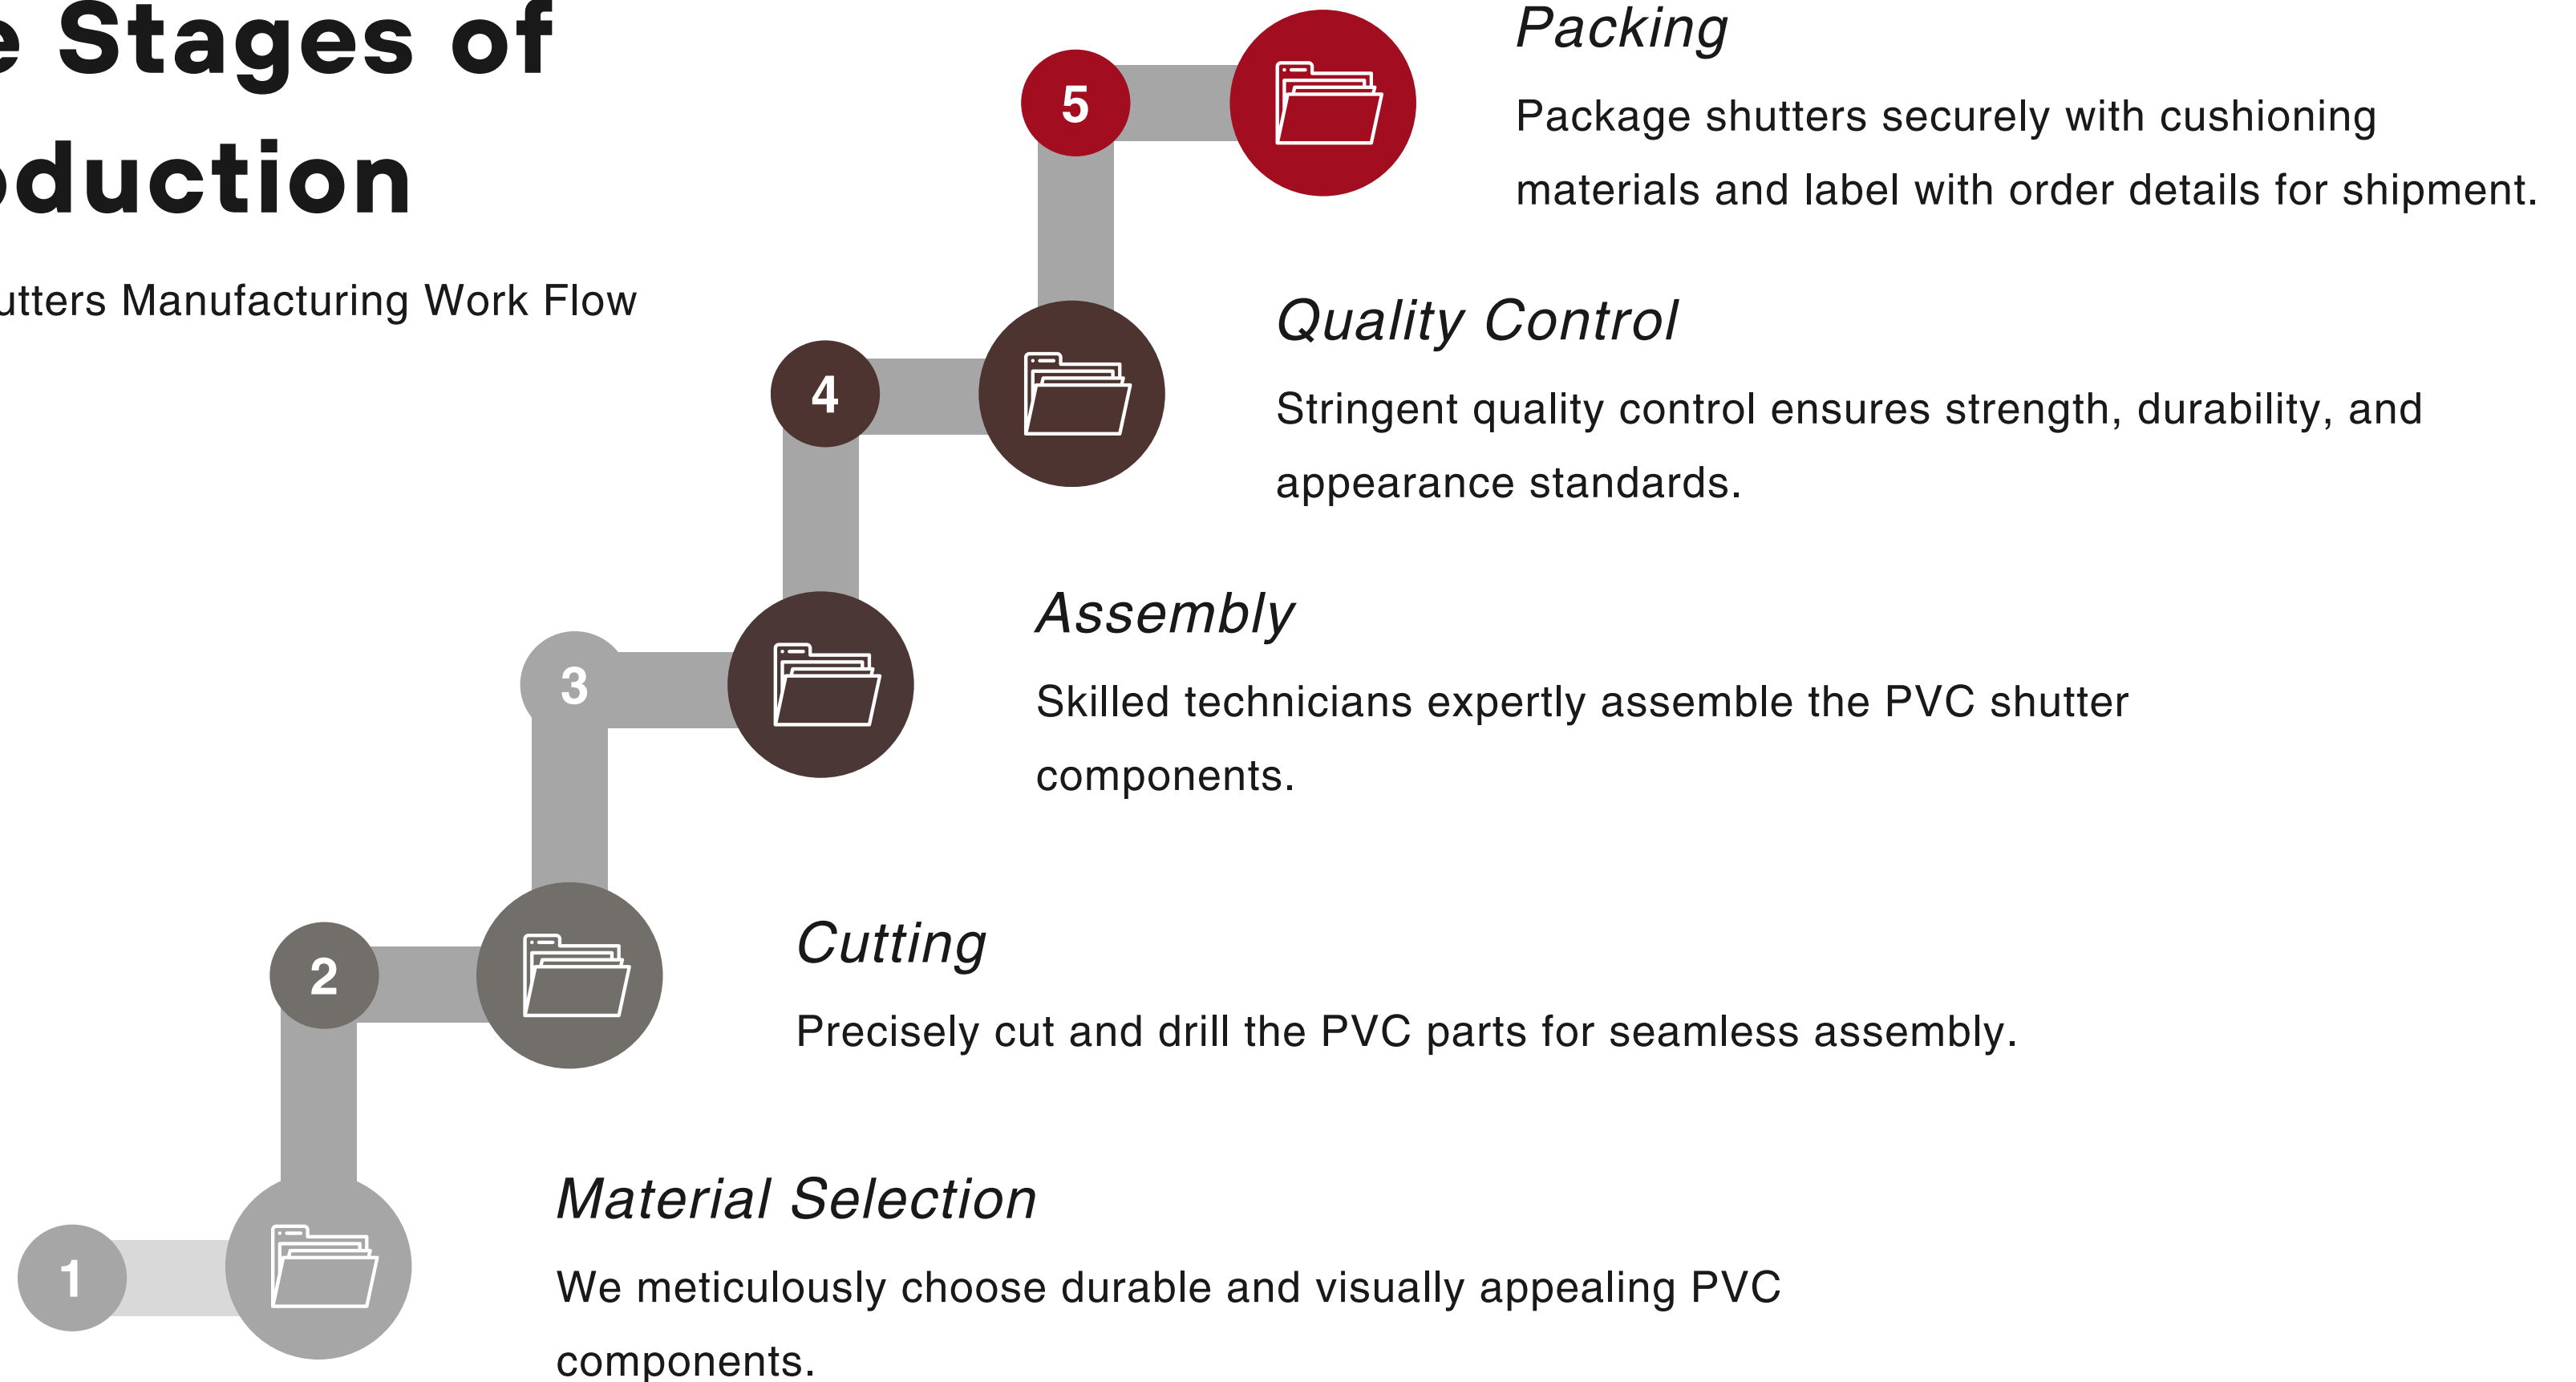 e Stages of
oduction
utters Manufacturing Work Flow
5
Packing
Package shutters securely with cushioning
materials and label with order details for shipment.
4
Quality Control
Stringent quality control ensures strength, durability, and
appearance standards.
3
Assembly
Skilled technicians expertly assemble the PVC shutter
components.
2
Cutting
Precisely cut and drill the PVC parts for seamless assembly.
1
Material Selection
We meticulously choose durable and visually appealing PVC
components.